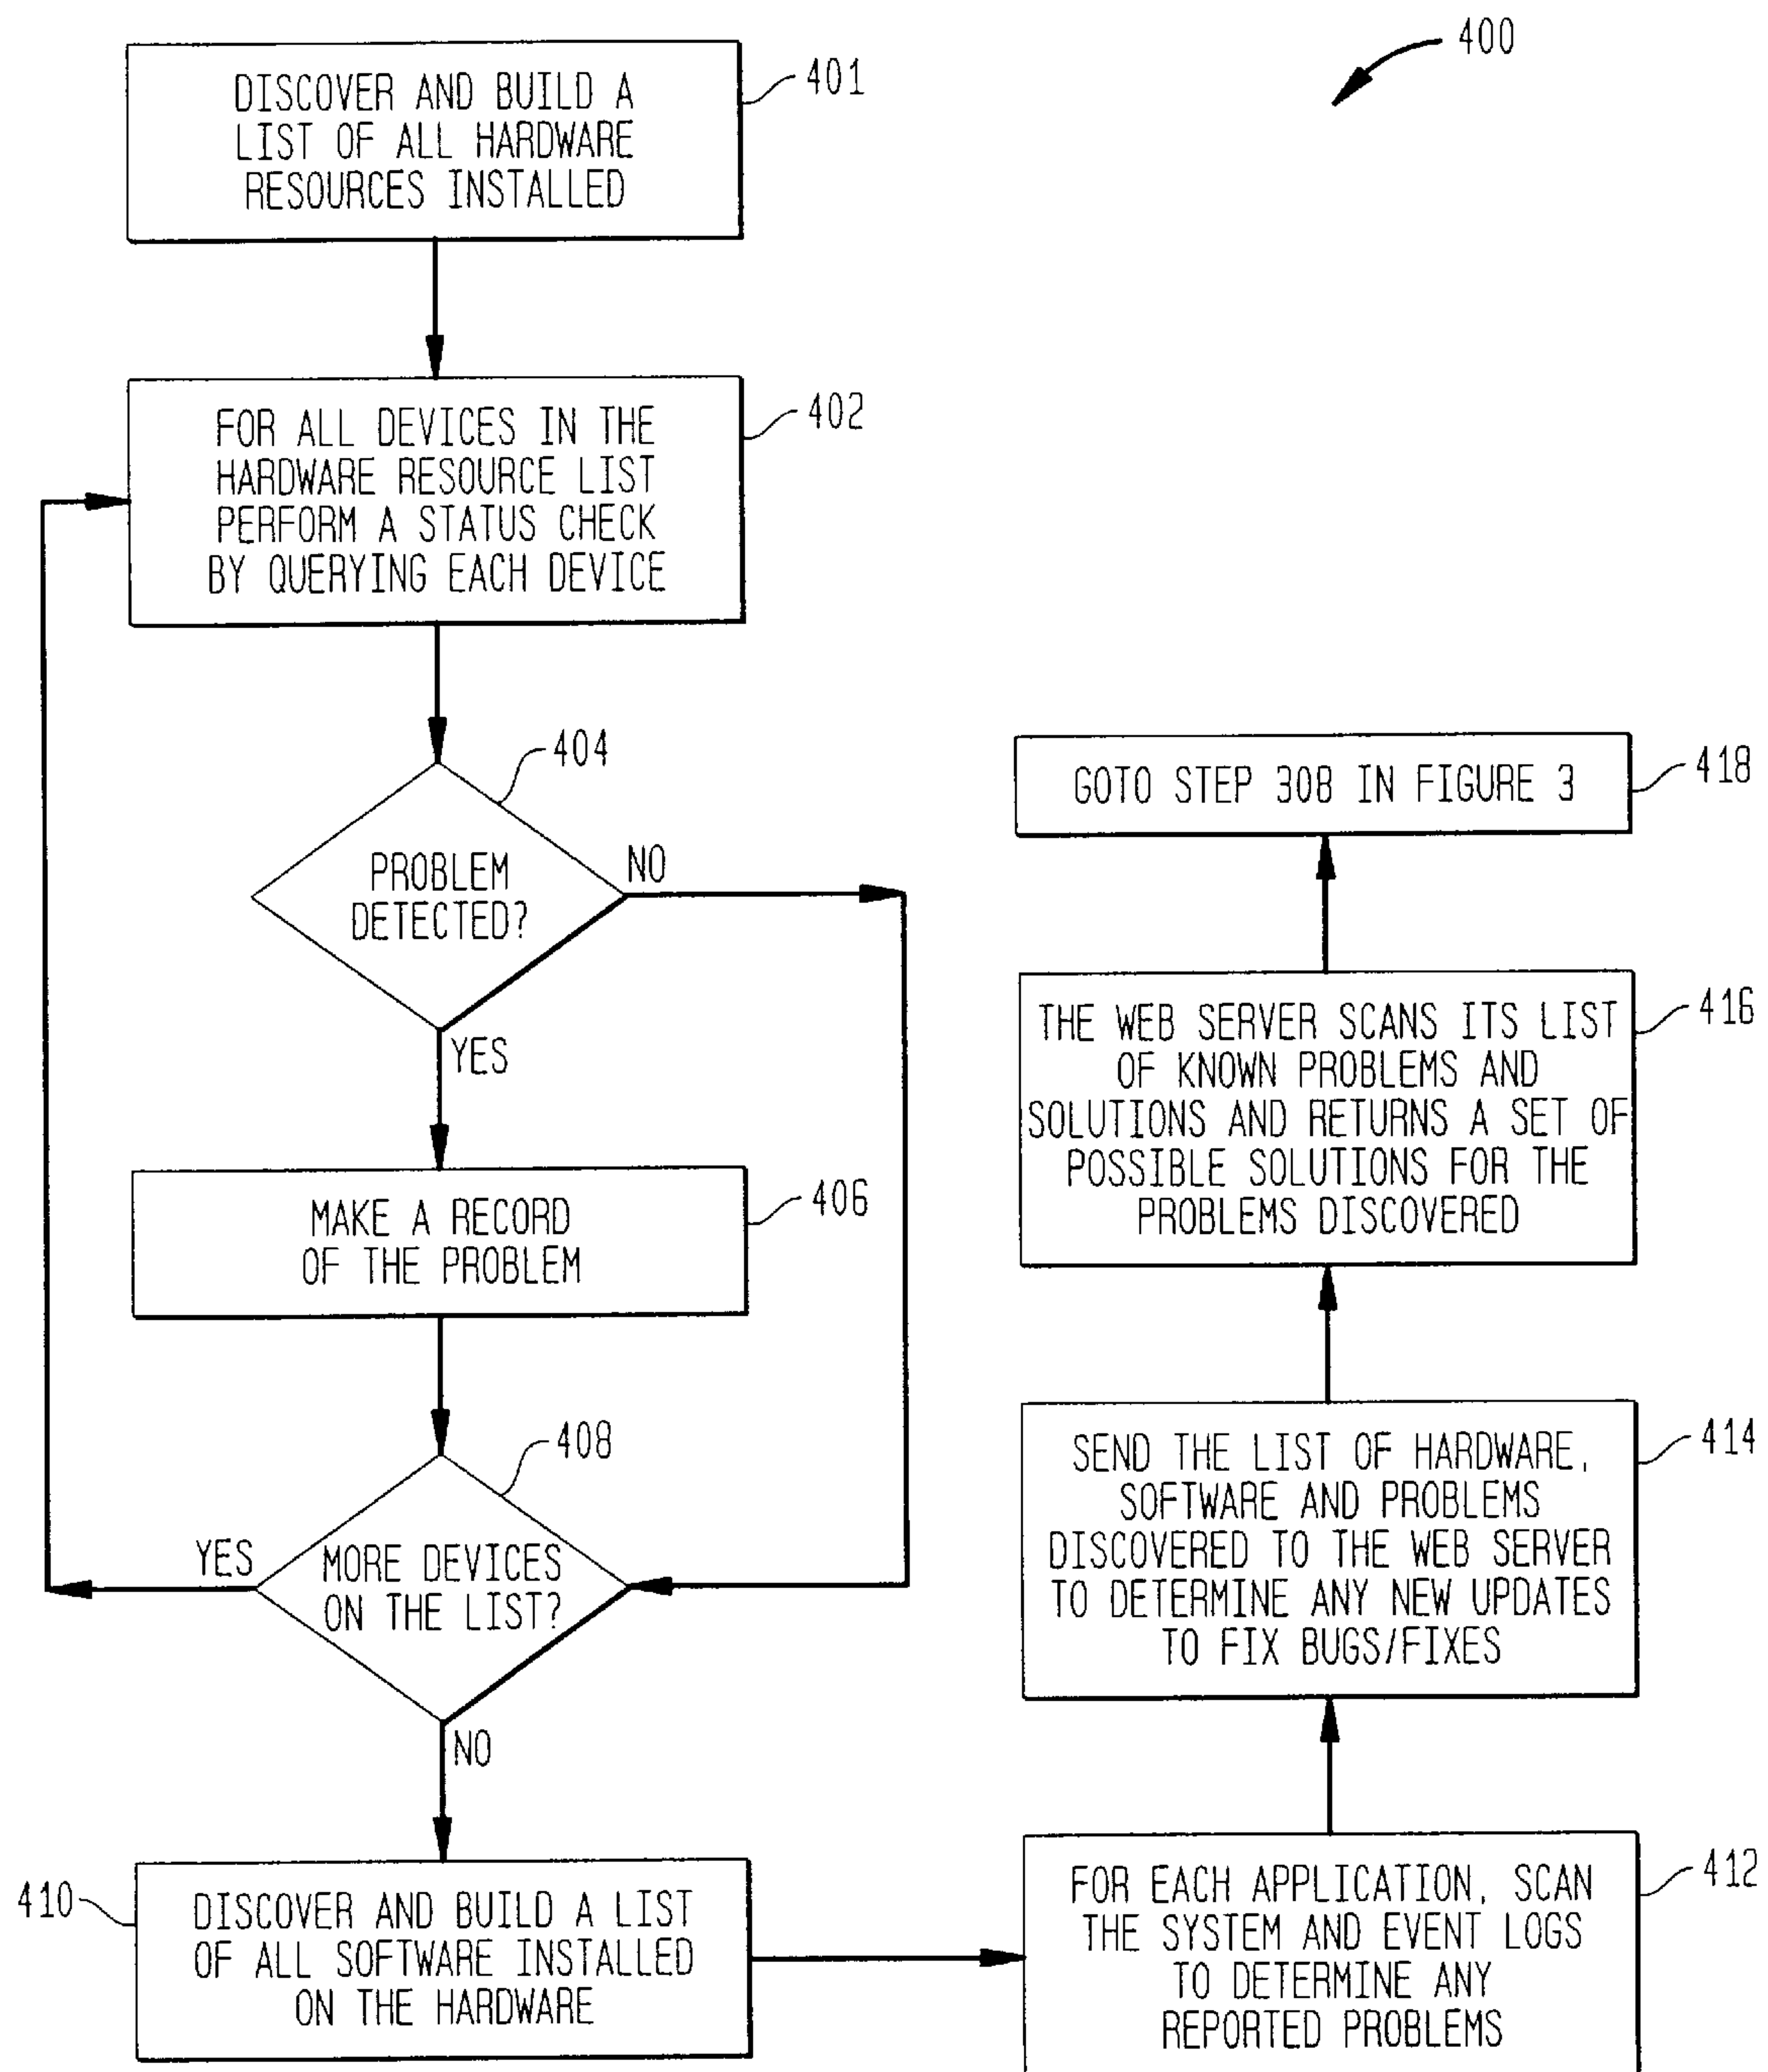 400
DISCOVER AND BUILD A
LIST OF ALL HARDWARE
RESOURCES INSTALLED
401
FOR ALL DEVICES IN THE
HARDWARE RESOURCE LIST
PERFORM A STATUS CHECK
BY QUERYING EACH DEVICE
402
404
PROBLEM
DETECTED?
NO
YES
MAKE A RECORD
OF THE PROBLEM
406
408
MORE DEVICES
ON THE LIST?
YES
NO
410
DISCOVER AND BUILD A LIST
OF ALL SOFTWARE INSTALLED
ON THE HARDWARE
FOR EACH APPLICATION, SCAN
THE SYSTEM AND EVENT LOGS
TO DETERMINE ANY
REPORTED PROBLEMS
412
SEND THE LIST OF HARDWARE,
SOFTWARE AND PROBLEMS
DISCOVERED TO THE WEB SERVER
TO DETERMINE ANY NEW UPDATES
TO FIX BUGS/FIXES
414
THE WEB SERVER SCANS ITS LIST
OF KNOWN PROBLEMS AND
SOLUTIONS AND RETURNS A SET OF
POSSIBLE SOLUTIONS FOR THE
PROBLEMS DISCOVERED
416
GOTO STEP 308 IN FIGURE 3
418